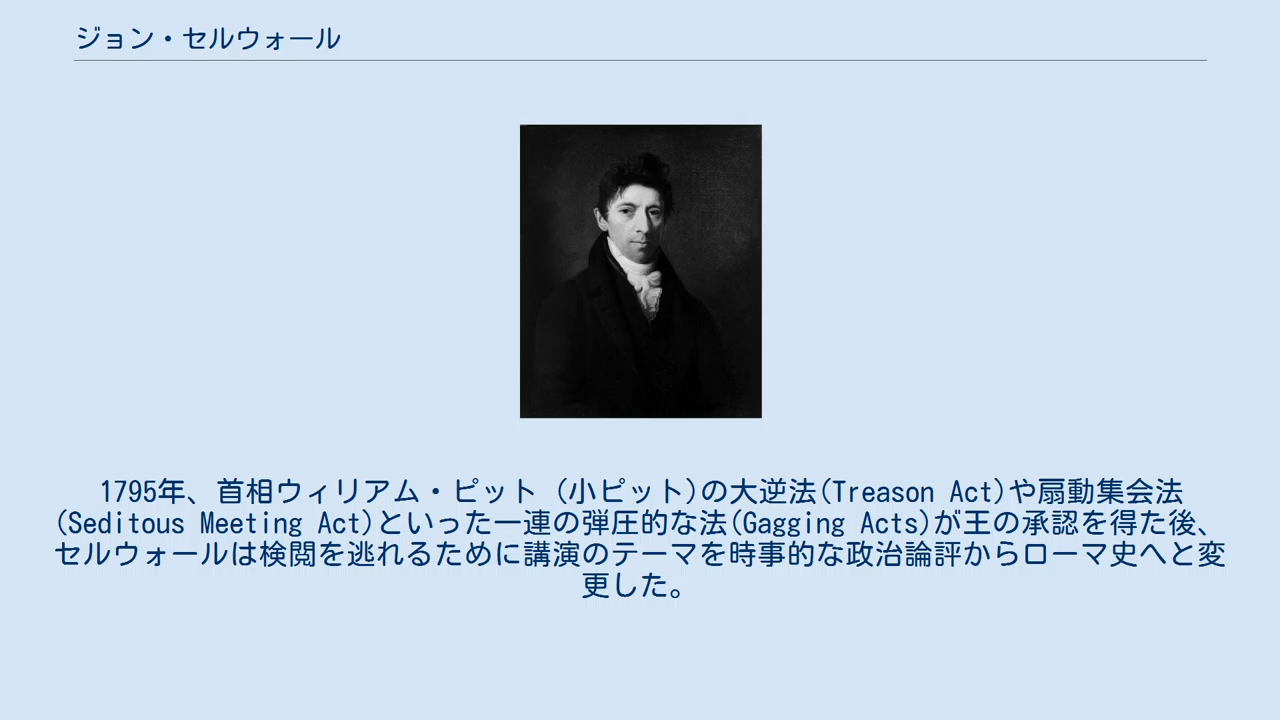 ジョン・セルウォール
1795年、首相ウィリアム・ピット (小ピット)の大逆法(Treason Act)や扇動集会法
(Seditous Meeting Act)といった一連の弾圧的な法(Gagging Acts)が王の承認を得た後、
セルウォールは検閲を逃れるために講演のテーマを時事的な政治論評からローマ史へと変
更した。